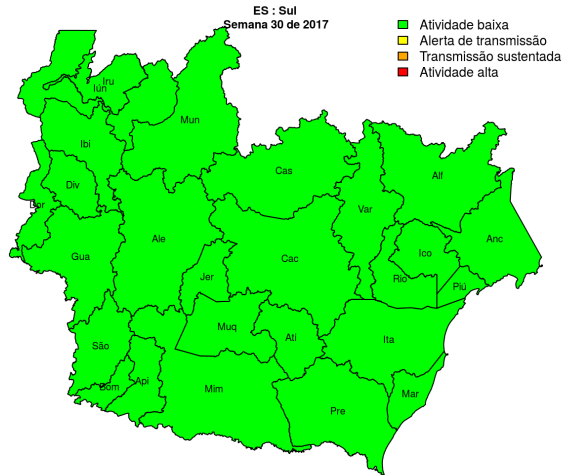 ES : Sul
Semana 30 de 2017
Atividade baixa
Alerta de transmissão
Transmissão sustentada
Atividade alta
Iru
Iún
Mun
Ibi
Cas
Alf
Div
Dor
Var
Ale
Anc
Ico
Gua
Cac
Jer
Rio
Piú
Muq
Ati
Ita
São
Api
Dom
Mim
Mar
Pre